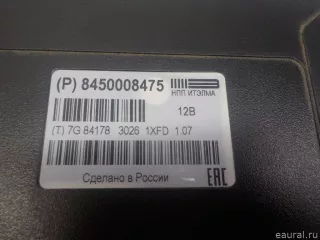 (P) 8450008475
НПП ИТЭЛМА
12В
(T) 7G 84178 3026 1XFD 1.07
Сделано в России
EAC
eaural.ru